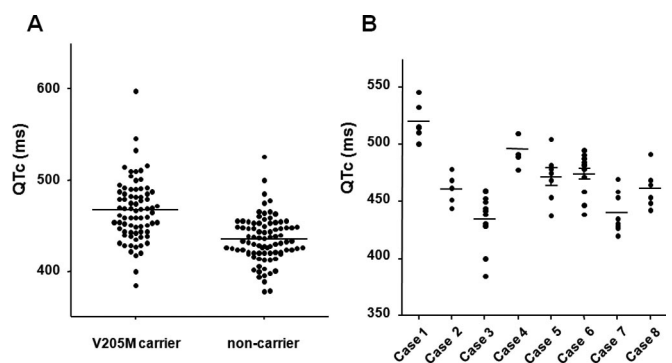 A
QTc (ms)
600
500
400
V205M carrier
non-carrier
B
QTc (ms)
550
500
450
400
350
Case 1
Case 2
Case 3
Case 4
Case 5
Case 6
Case 7
Case 8